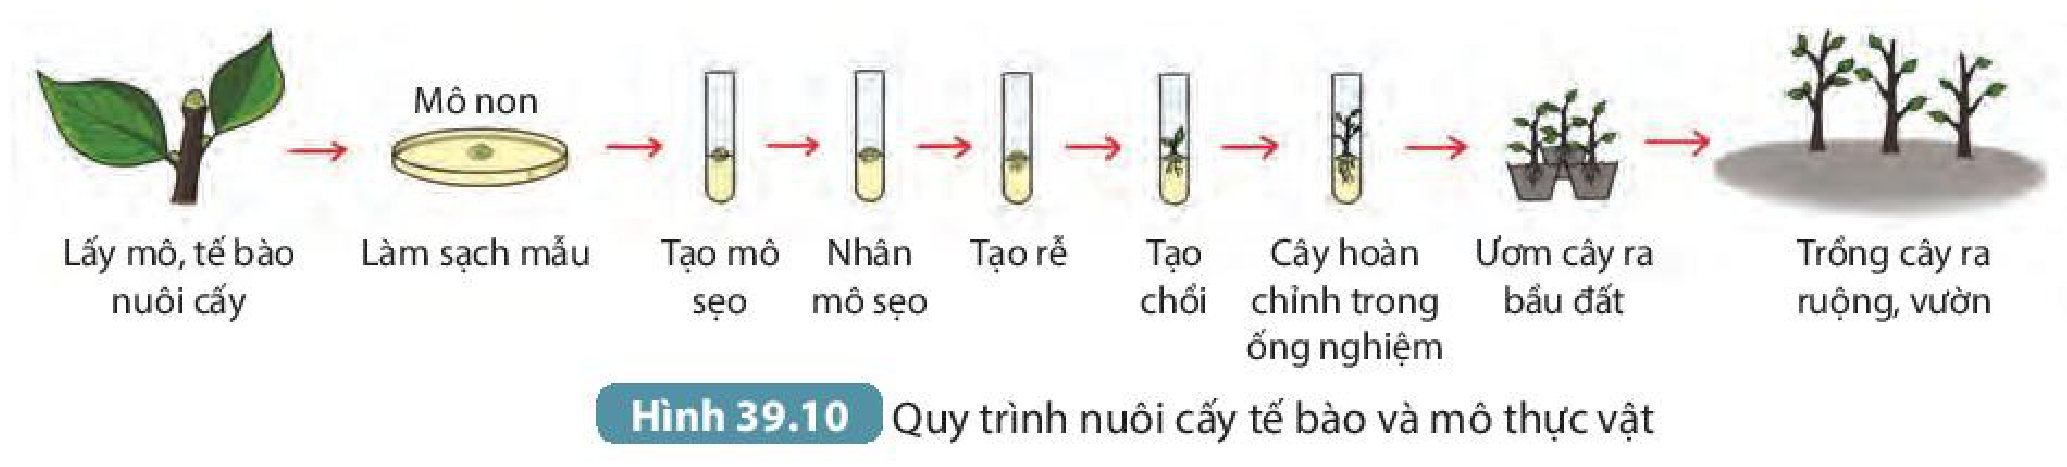 Mô non
Lấy mô, tế bào
nuôi cấy
Làm sạch mẫu
Tạo mô
sẹo
Nhân
mô sẹo
Tạo rễ
Tạo
chồi
Cây hoàn
chỉnh trong
ống nghiệm
Ươm cây ra
bầu đất
Trồng cây ra
ruộng, vườn
Hình 39.10 Quy trình nuôi cấy tế bào và mô thực vật